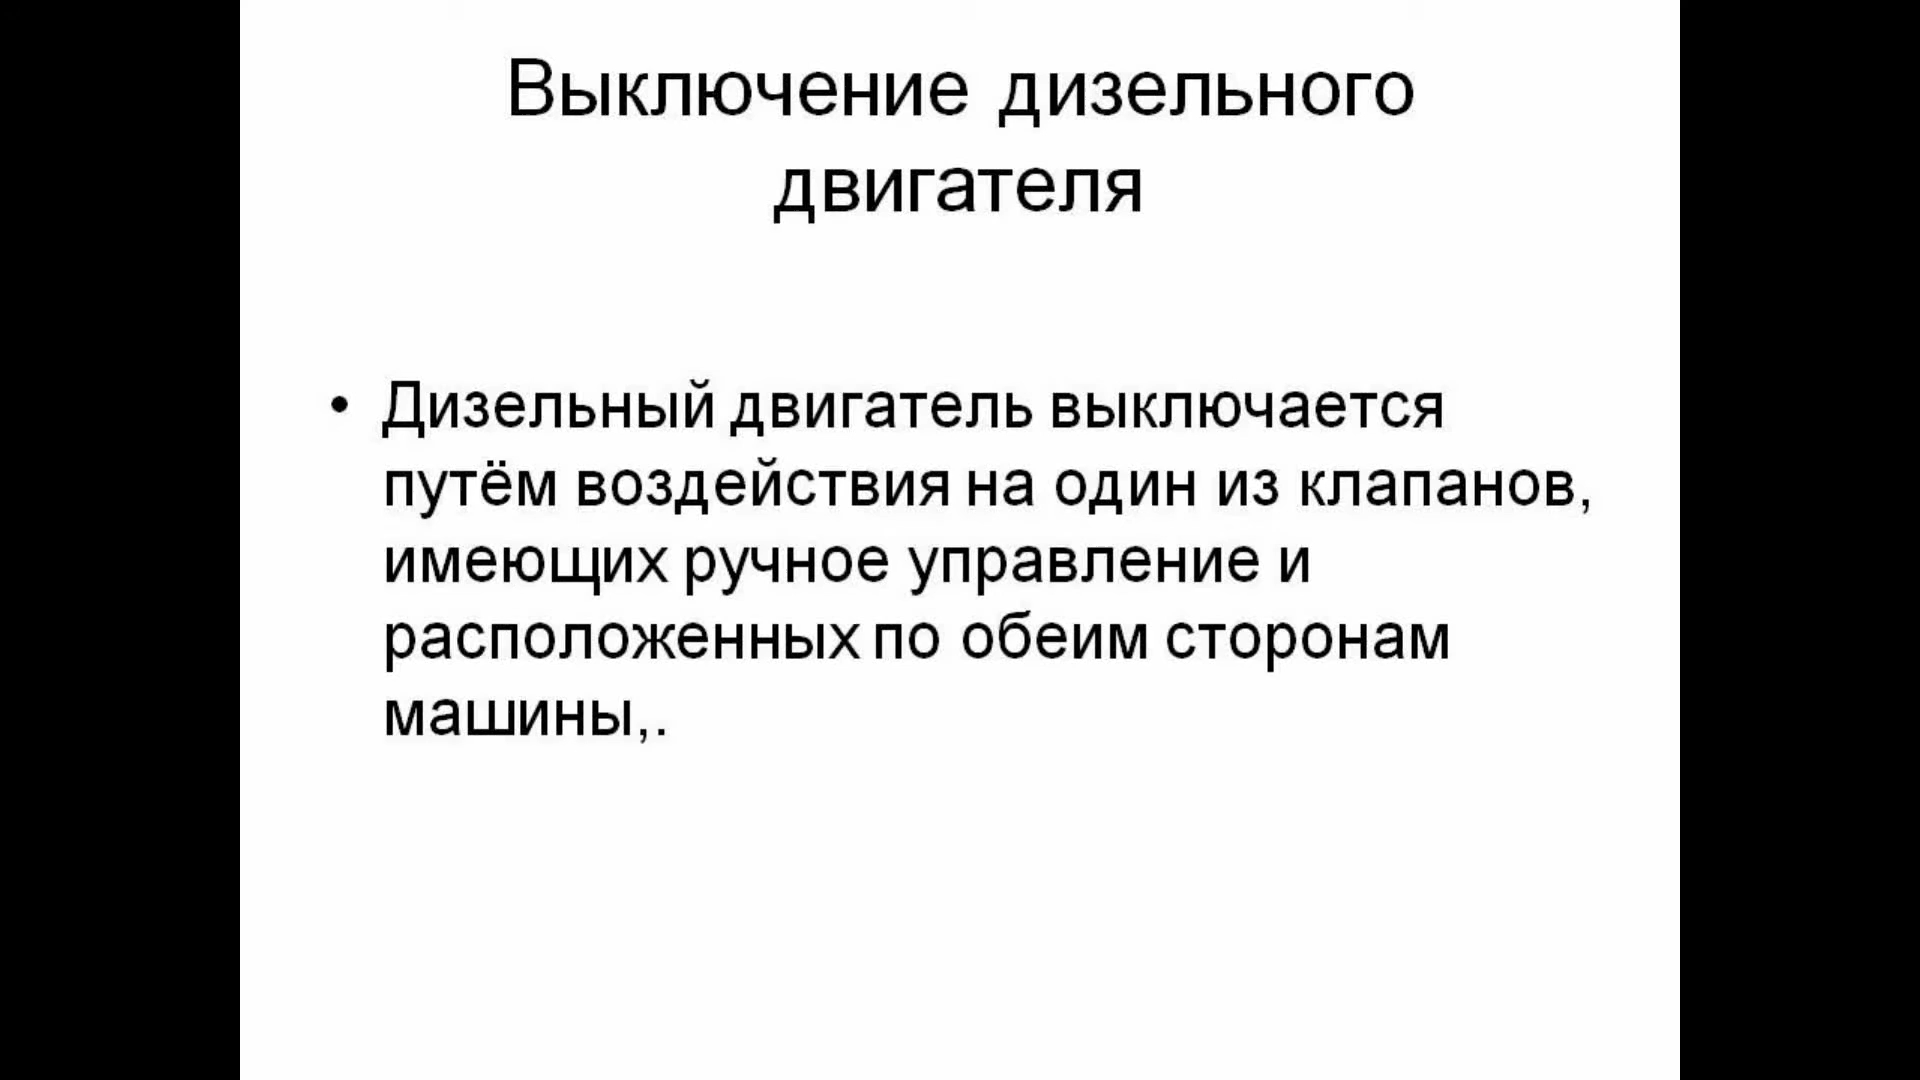 Выключение дизельного
двигателя
• Дизельный двигатель выключается
путём воздействия на один из клапанов,
имеющих ручное управление и
расположенных по обеим сторонам
машины,.